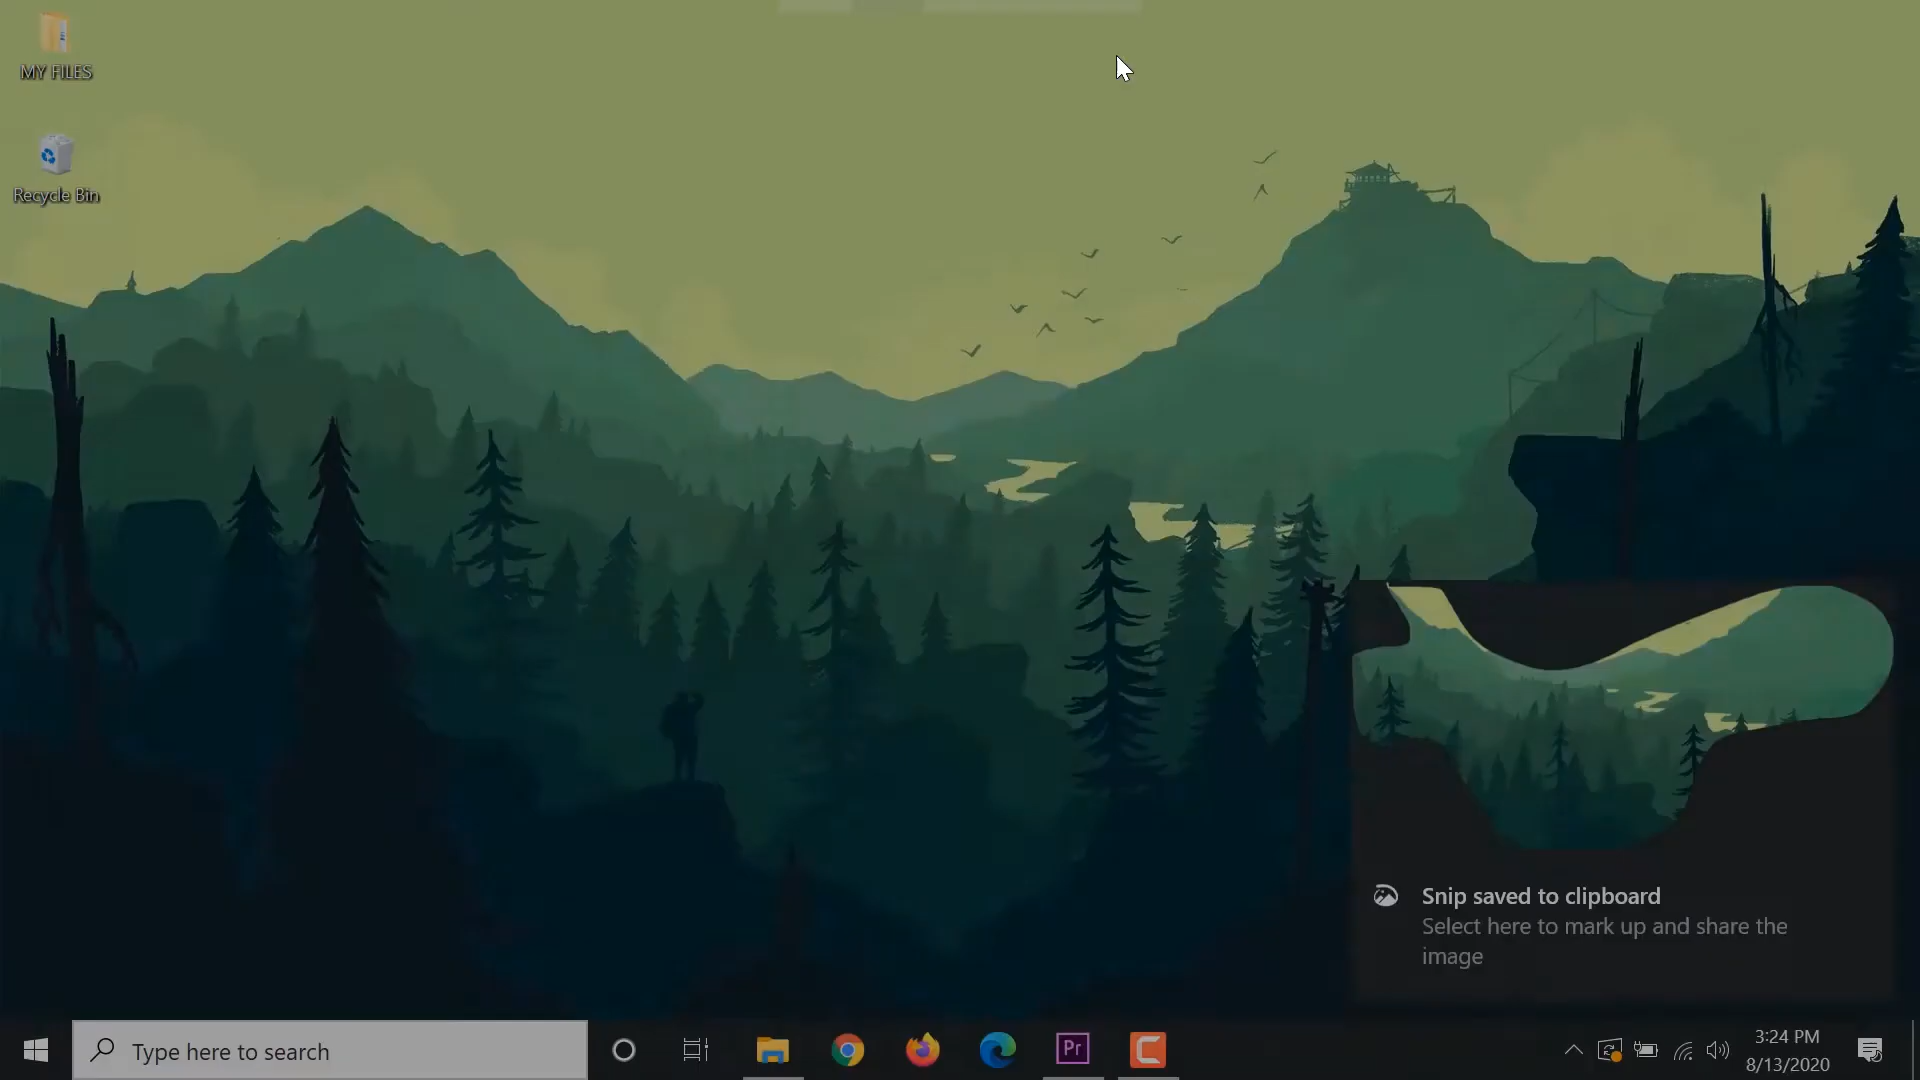 MY FILES
Recycle Bin
Snip saved to clipboard
Select here to mark up and share the
image
Type here to search
Pr
3:24 PM
8/13/2020